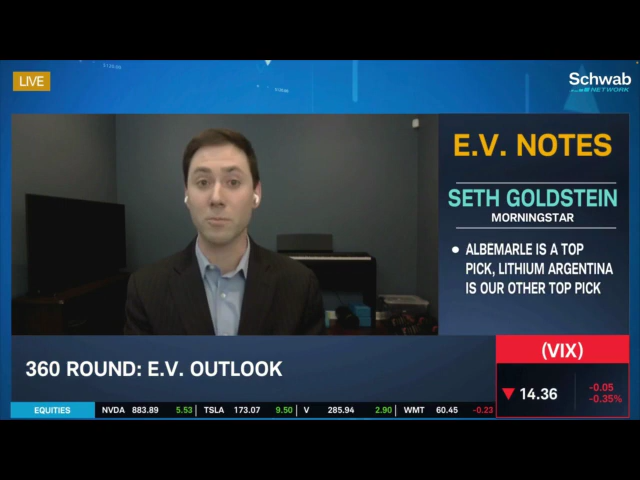 LIVE
Schwab
NETWORK
E.V. NOTES
SETH GOLDSTEIN
MORNINGSTAR
• ALBEMARLE IS A TOP
PICK, LITHIUM ARGENTINA
IS OUR OTHER TOP PICK
360 ROUND: E.V. OUTLOOK
(VIX)
▼ 14.36
-0.05
-0.35%
EQUITIES
NVDA 883.89 5.53 | TSLA 173.07 9.50 | V 285.94 2.90 | WMT 60.45 -0.23